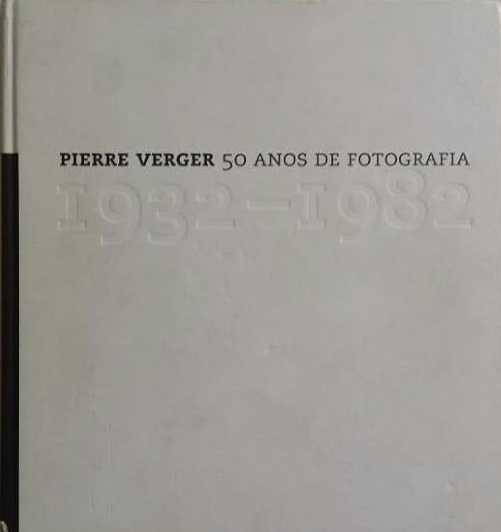 PIERRE VERGER 50 ANOS DE FOTOGRAFIA
1932–1982